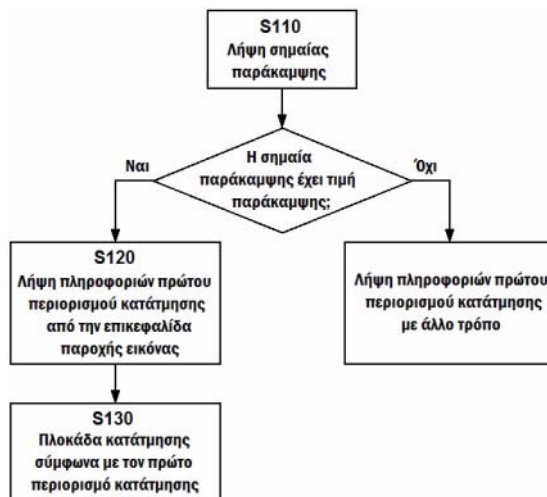 S110
Λήψη σημαίας
παράκαμψης
Ναι
Η σημαία
παράκαμψης έχει τιμή
παράκαμψης;
Όχι
S120
Λήψη πληροφοριών πρώτου
περιορισμού κατάτμησης
από την επικεφαλίδα
παροχής εικόνας
Λήψη πληροφοριών πρώτου
περιορισμού κατάτμησης
με άλλο τρόπο
S130
Πλοκάδα κατάτμησης
σύμφωνα με τον πρώτο
περιορισμό κατάτμησης